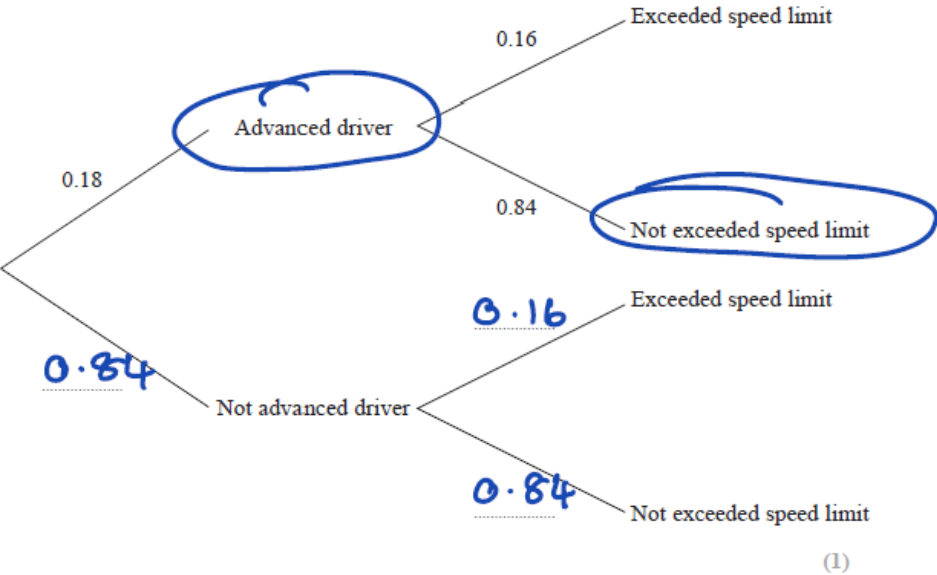 Exceeded speed limit
0.16
Advanced driver
0.18
0.84
Not exceeded speed limit
Exceeded speed limit
0.16
0.84
Not advanced driver
0.84
Not exceeded speed limit
(1)